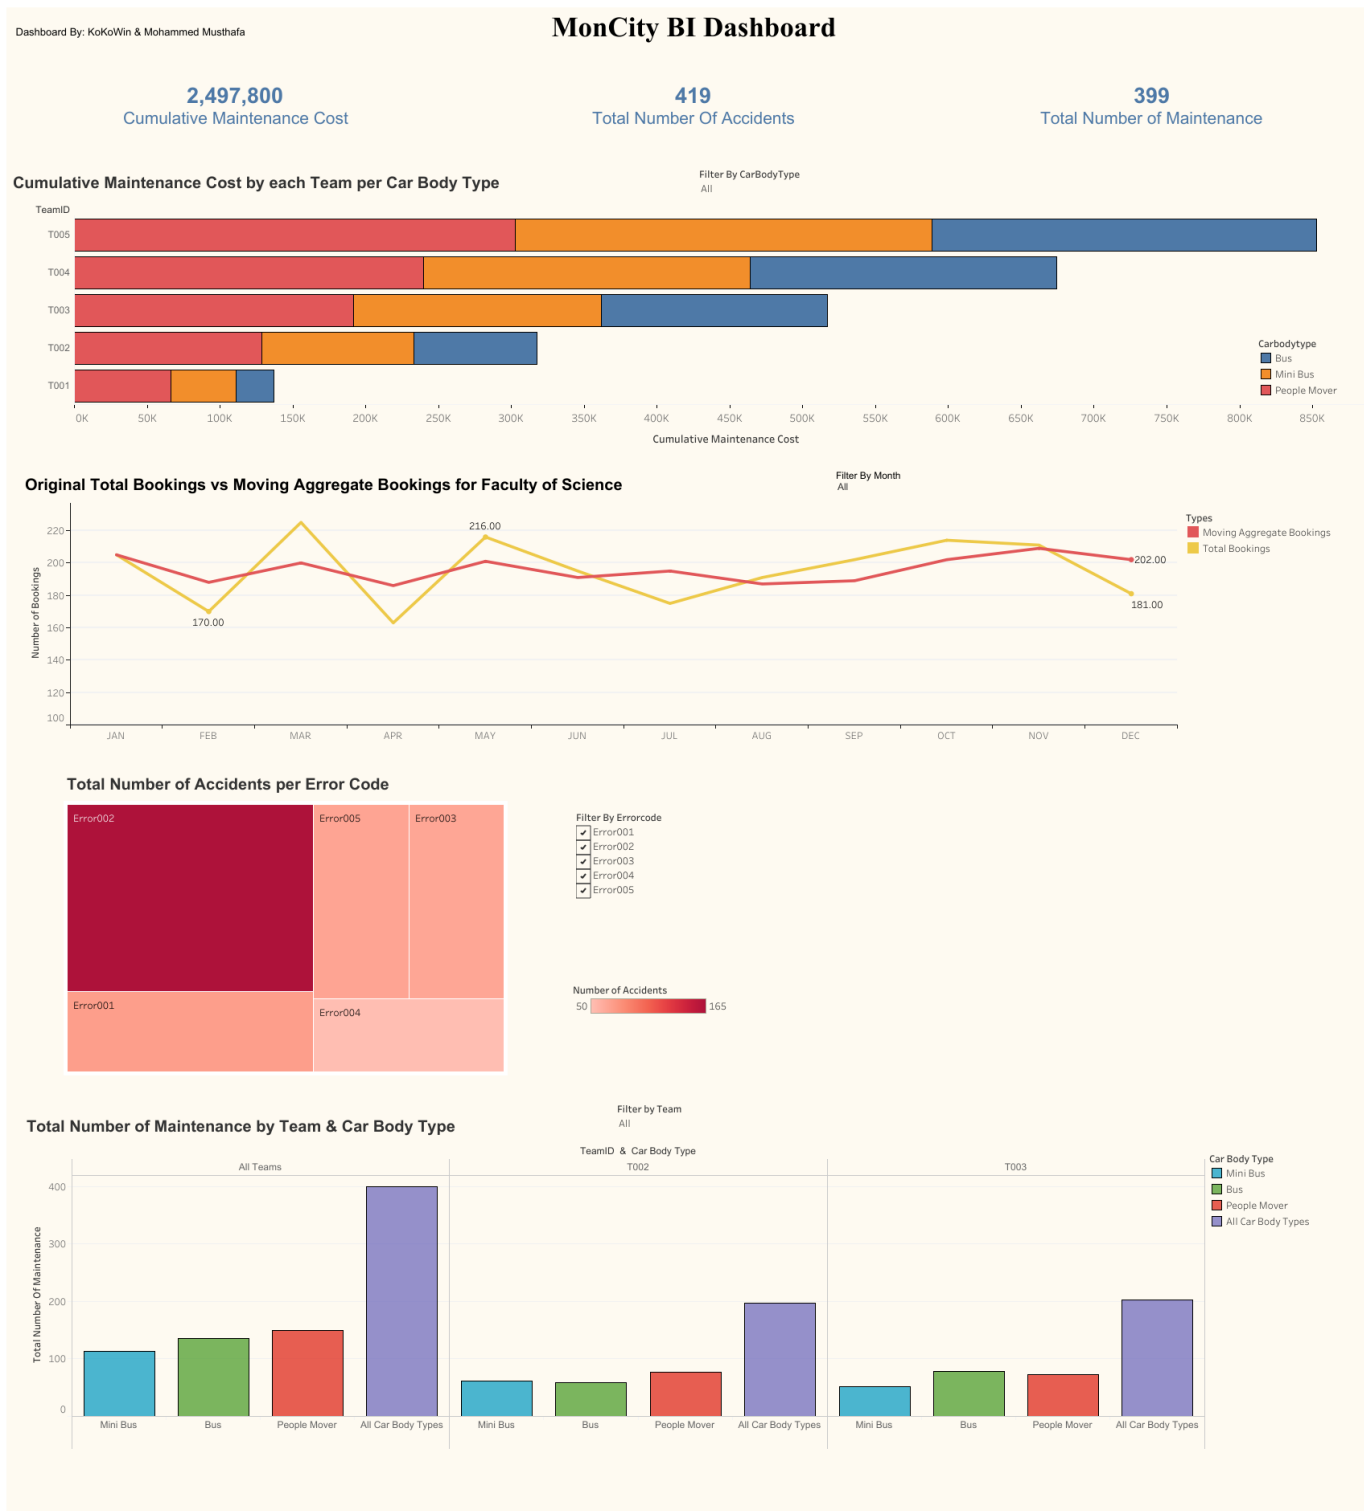 MonCity BI Dashboard
Dashboard By: KoKoWin & Mohammed Musthafa
2,497,800
Cumulative Maintenance Cost
419
Total Number Of Accidents
399
Total Number of Maintenance
Cumulative Maintenance Cost by each Team per Car Body Type
Filter By CarBodyType
All
TeamID
T005
T004
T003
T002
T001
Carbodytype
Bus
Mini Bus
People Mover
0K 50K 100K 150K 200K 250K 300K 350K 400K 450K 500K 550K 600K 650K 700K 750K 800K 850K
Cumulative Maintenance Cost
Original Total Bookings vs Moving Aggregate Bookings for Faculty of Science
Filter By Month
All
Number of Bookings
220
200
180
160
140
120
100
216.00
170.00
202.00
181.00
JAN FEB MAR APR MAY JUN JUL AUG SEP OCT NOV DEC
Types
Moving Aggregate Bookings
Total Bookings
Total Number of Accidents per Error Code
Error002
Error005
Error003
Error001
Error004
Filter By Errorcode
Error001
Error002
Error003
Error004
Error005
Number of Accidents
50 165
Total Number of Maintenance by Team & Car Body Type
Filter by Team
All
TeamID & Car Body Type
All Teams T002 T003
Total Number Of Maintenance
400
300
200
100
0
Mini Bus Bus People Mover All Car Body Types Mini Bus Bus People Mover All Car Body Types Mini Bus Bus People Mover All Car Body Types
Car Body Type
Mini Bus
Bus
People Mover
All Car Body Types